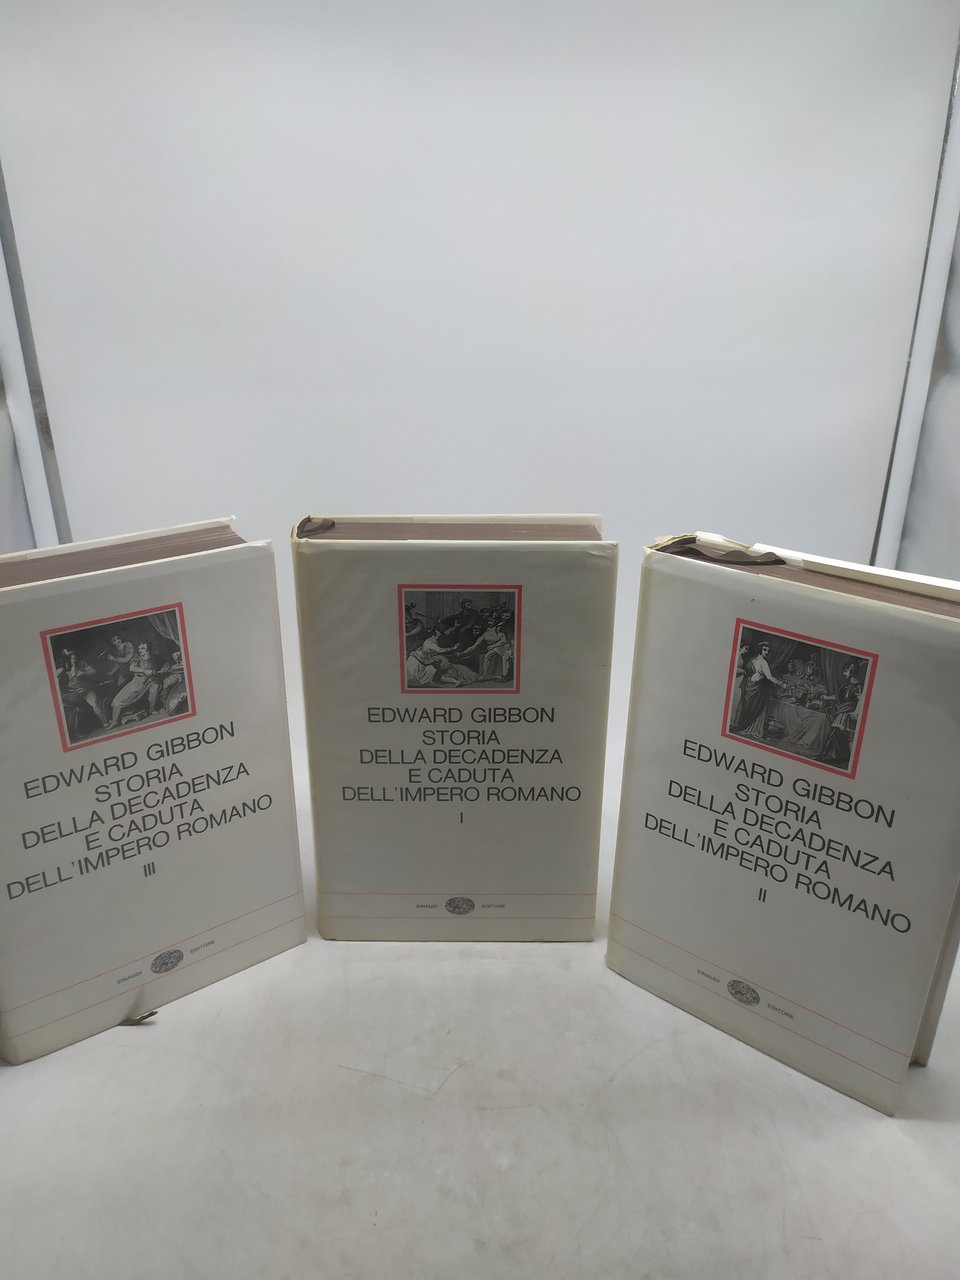 EDWARD GIBBON
STORIA
DELLA DECADENZA
E CADUTA
DELL'IMPERO ROMANO
III
EINAUDI EDITORE
EDWARD GIBBON
STORIA
DELLA DECADENZA
E CADUTA
DELL'IMPERO ROMANO
I
EINAUDI EDITORE
EDWARD GIBBON
STORIA
DELLA DECADENZA
E CADUTA
DELL'IMPERO ROMANO
II
EINAUDI EDITORE